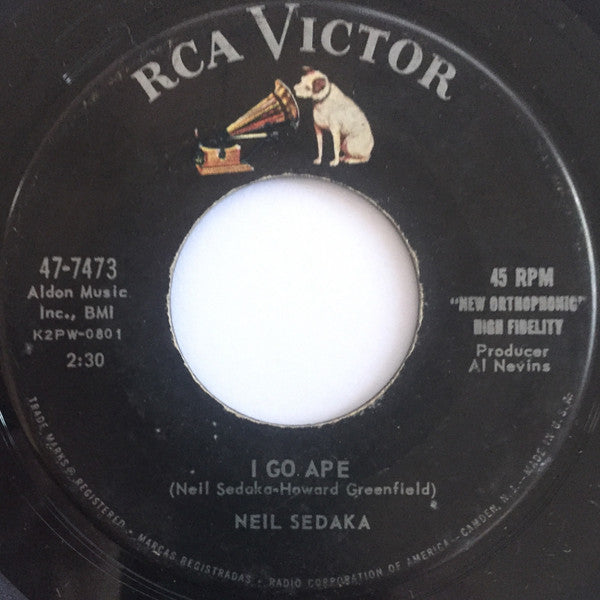 RCA VICTOR
47-7473
Aldon Music
Inc., BMI
K2PW-0801
2:30
45 RPM
"NEW ORTHOPHONIC"
HIGH FIDELITY
Producer
Al Nevins
I GO APE
(Neil Sedaka-Howard Greenfield)
NEIL SEDAKA
TRADE MARKS ® REGISTERED • MARCAS REGISTRADAS • RADIO CORPORATION OF AMERICA - CAMDEN, N. J. - MADE IN U.S.A.